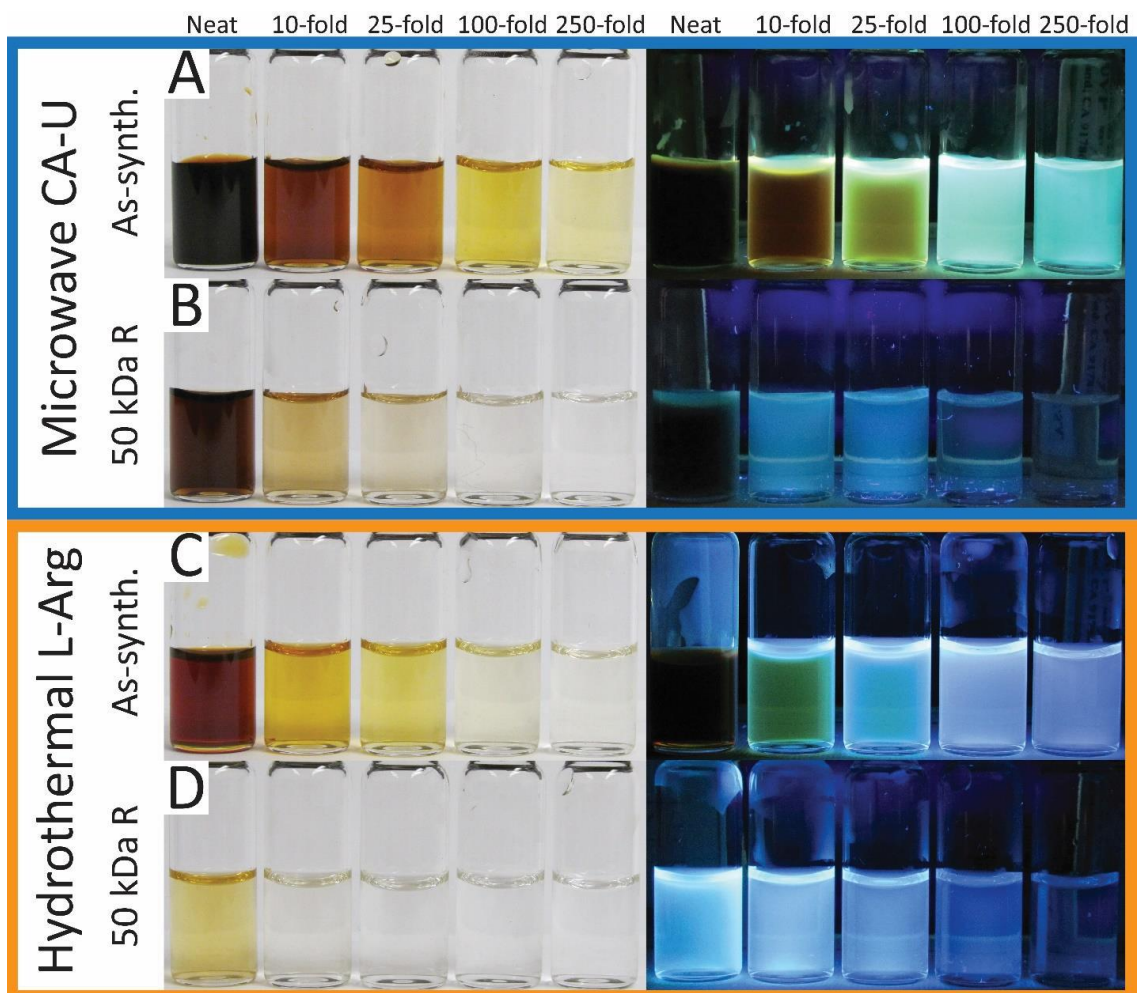 Neat 10-fold 25-fold 100-fold 250-fold Neat 10-fold 25-fold 100-fold 250-fold
Microwave CA-U
As-synth.
A
50 kDa R
B
Hydrothermal L-Arg
As-synth.
C
50 kDa R
D